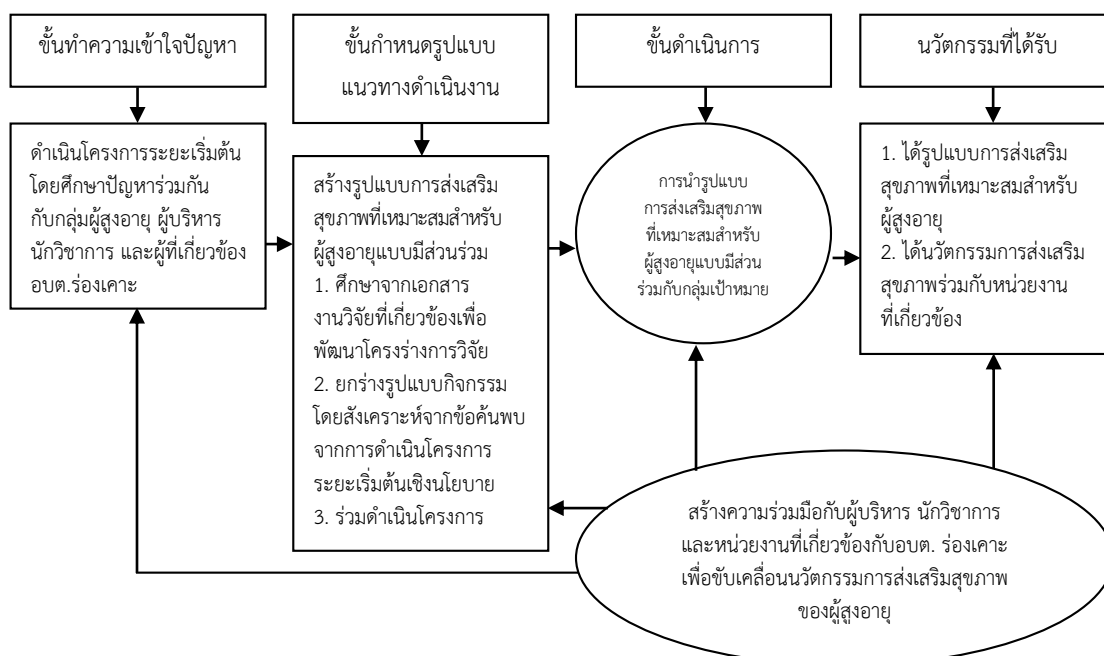 ขั้นทำความเข้าใจปัญหา
ดำเนินโครงการระยะเริ่มต้น
โดยศึกษาปัญหาร่วมกัน
กับกลุ่มผู้สูงอายุ ผู้บริหาร
นักวิชาการ และผู้ที่เกี่ยวข้อง
อบต.ร่องเคาะ
ขั้นกำหนดรูปแบบ
แนวทางดำเนินงาน
สร้างรูปแบบการส่งเสริม
สุขภาพที่เหมาะสมสำหรับ
ผู้สูงอายุแบบมีส่วนร่วม
1. ศึกษาจากเอกสาร
งานวิจัยที่เกี่ยวข้องเพื่อ
พัฒนาโครงร่างการวิจัย
2. ยกร่างรูปแบบกิจกรรม
โดยสังเคราะห์จากข้อค้นพบ
จากการดำเนินโครงการ
ระยะเริ่มต้นเชิงนโยบาย
3. ร่วมดำเนินโครงการ
ขั้นดำเนินการ
การนำรูปแบบ
การส่งเสริมสุขภาพ
ที่เหมาะสมสำหรับ
ผู้สูงอายุแบบมีส่วน
ร่วมกับกลุ่มเป้าหมาย
นวัตกรรมที่ได้รับ
1. ได้รูปแบบการส่งเสริม
สุขภาพที่เหมาะสมสำหรับ
ผู้สูงอายุ
2. ได้นวัตกรรมการส่งเสริม
สุขภาพร่วมกับหน่วยงาน
ที่เกี่ยวข้อง
สร้างความร่วมมือกับผู้บริหาร นักวิชาการ
และหน่วยงานที่เกี่ยวข้องกับอบต. ร่องเคาะ
เพื่อขับเคลื่อนนวัตกรรมการส่งเสริมสุขภาพ
ของผู้สูงอายุ